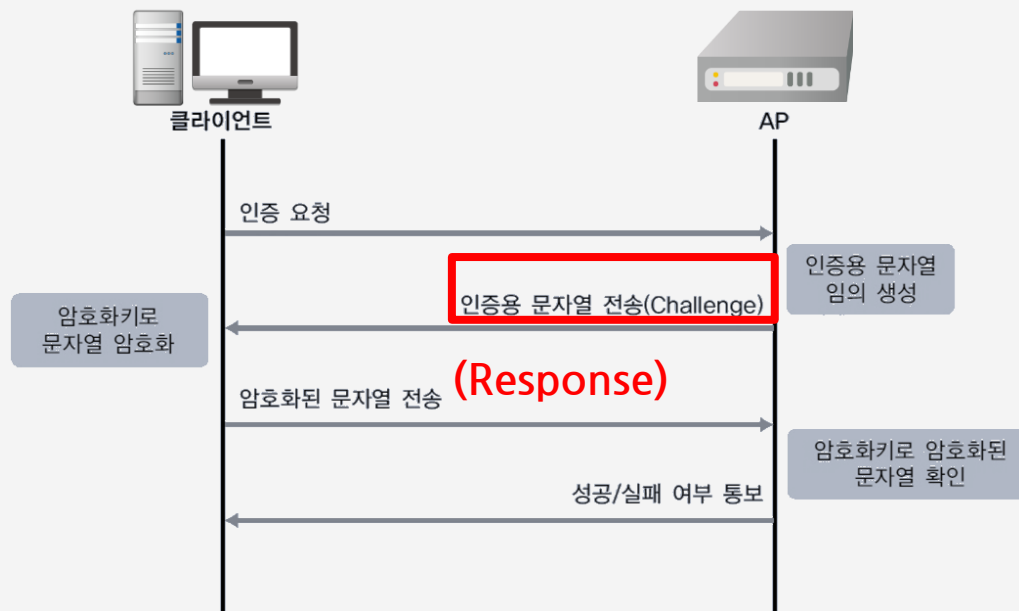 클라이언트
AP
인증 요청
인증용 문자열
임의 생성
인증용 문자열 전송(Challenge)
암호화키로
문자열 암호화
(Response)
암호화된 문자열 전송
암호화키로 암호화된
문자열 확인
성공/실패 여부 통보